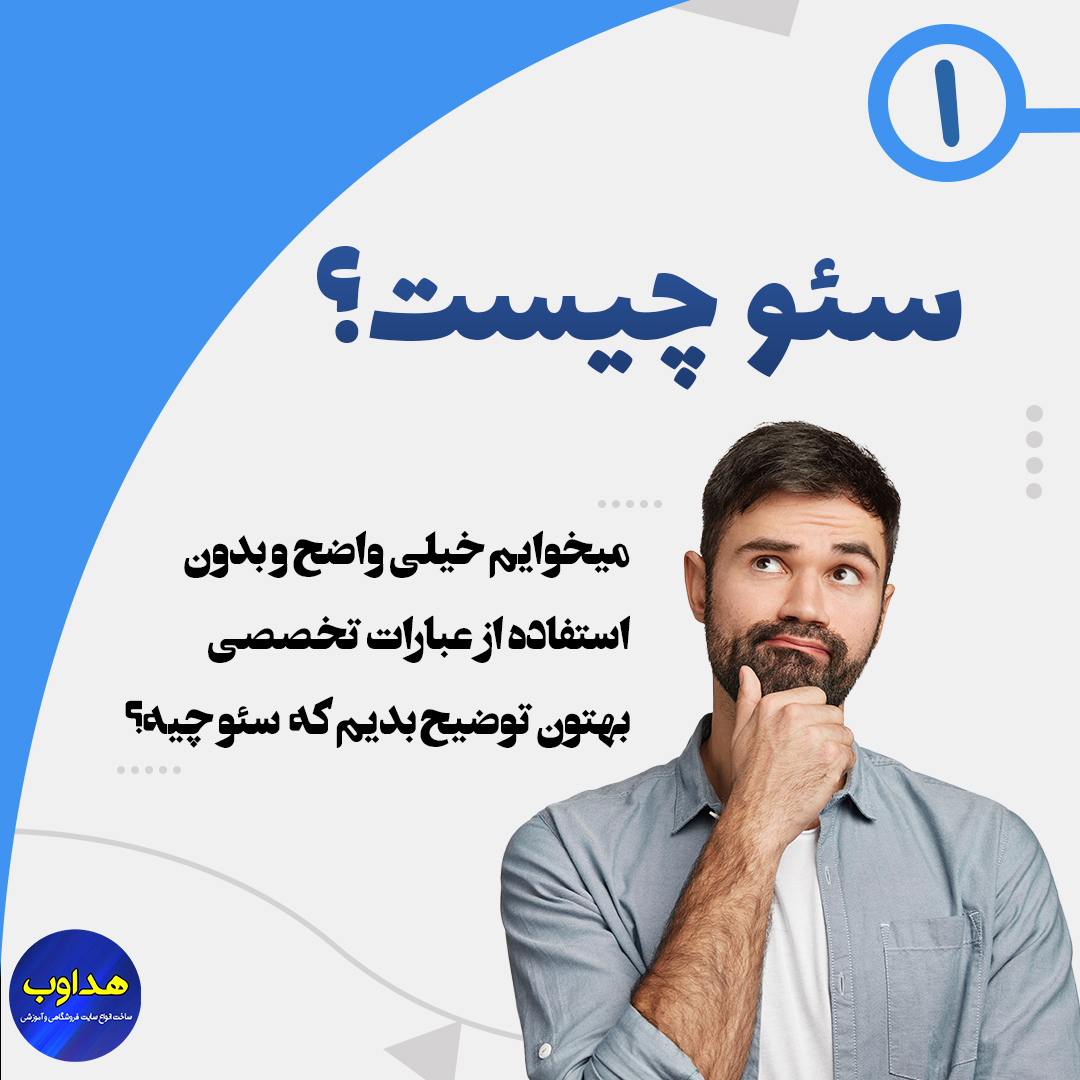 ۱
سئو چیست؟
میخوایم خیلی واضح و بدون
استفاده از عبارات تخصصی
بهتون توضیح بدیم که سئو چیه؟
هداوب
ساخت انواع سایت فروشگاهی و آموزشی